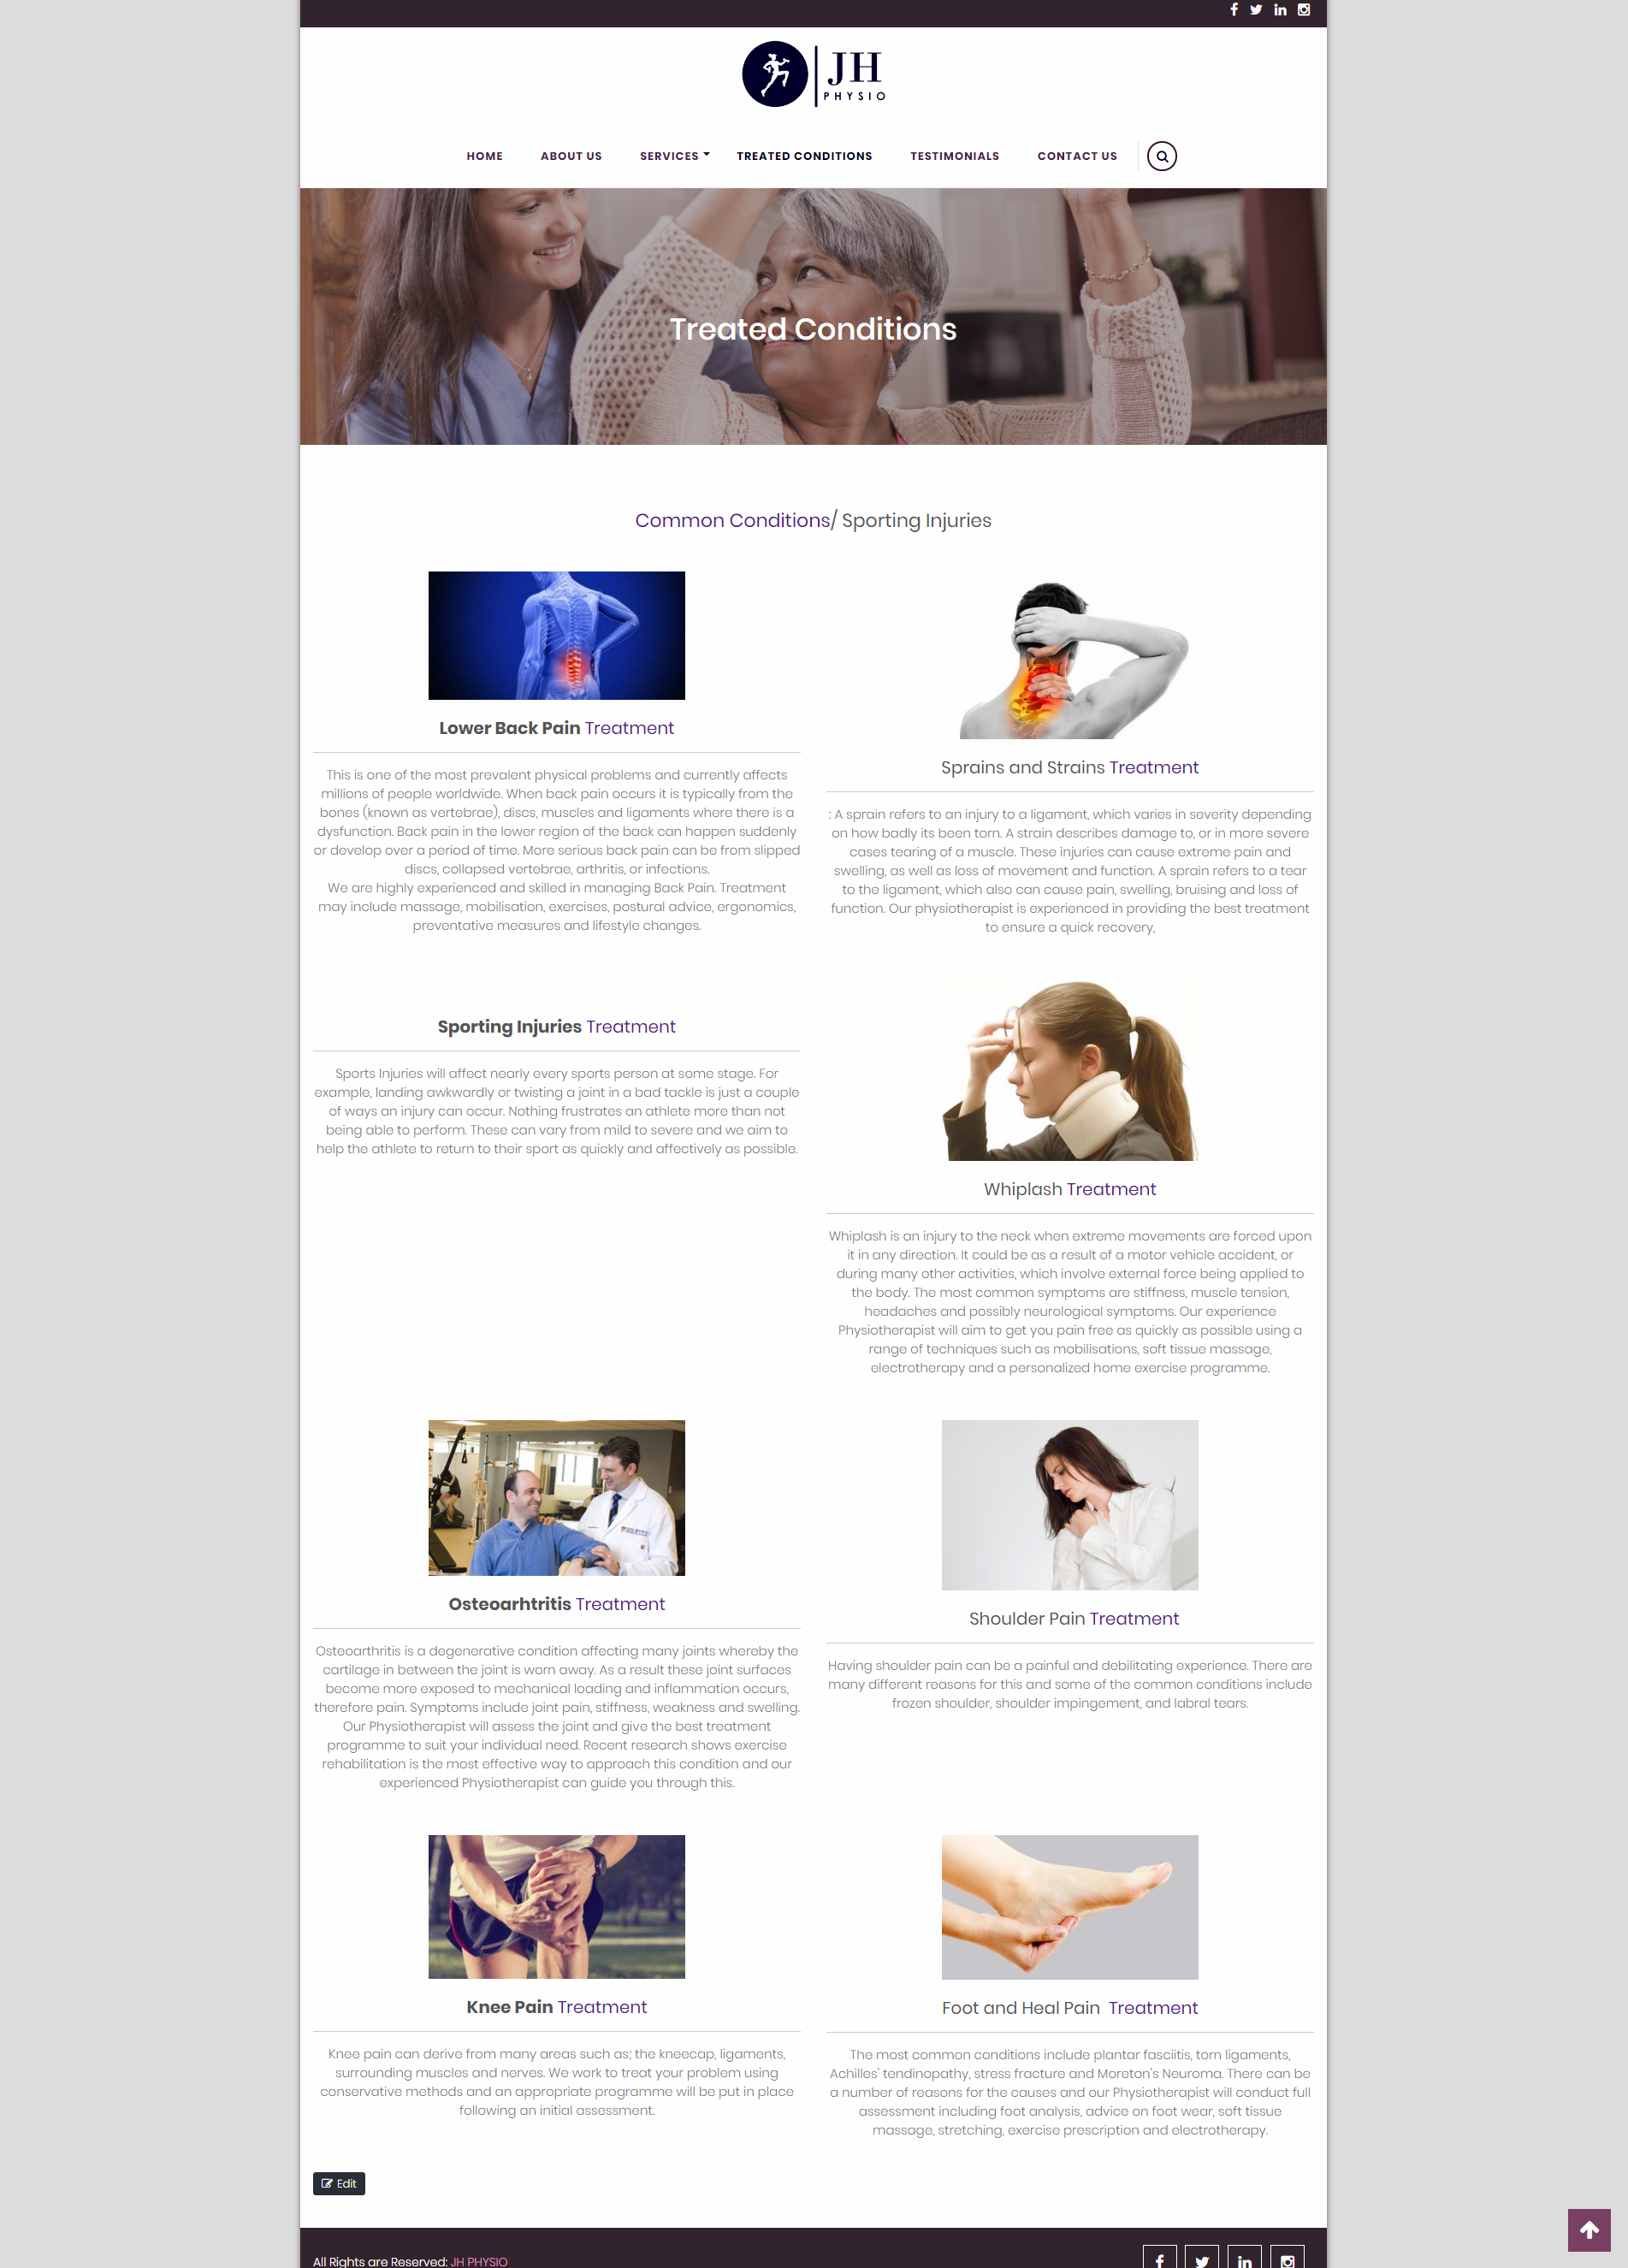 JH
PHYSIO
HOME ABOUT US SERVICES TREATED CONDITIONS TESTIMONIALS CONTACT US
Treated Conditions
Common Conditions/ Sporting Injuries
Lower Back Pain Treatment
This is one of the most prevalent physical problems and currently affects
millions of people worldwide. When back pain occurs it is typically from the
bones (known as vertebrae), discs, muscles and ligaments where there is a
dysfunction. Back pain in the lower region of the back can happen suddenly
or develop over a period of time. More serious back pain can be from slipped
discs, collapsed vertebrae, arthritis, or infections.
We are highly experienced and skilled in managing Back Pain. Treatment
may include massage, mobilisation, exercises, postural advice, ergonomics,
preventative measures and lifestyle changes.
Sprains and Strains Treatment
: A sprain refers to an injury to a ligament, which varies in severity depending
on how badly its been torn. A strain describes damage to, or in more severe
cases tearing of a muscle. These injuries can cause extreme pain and
swelling, as well as loss of movement and function. A sprain refers to a tear
to the ligament, which also can cause pain, swelling, bruising and loss of
function. Our physiotherapist is experienced in providing the best treatment
to ensure a quick recovery,
Sporting Injuries Treatment
Sports Injuries will affect nearly every sports person at some stage. For
example, landing awkwardly or twisting a joint in a bad tackle is just a couple
of ways an injury can occur. Nothing frustrates an athlete more than not
being able to perform. These can vary from mild to severe and we aim to
help the athlete to return to their sport as quickly and affectively as possible.
Whiplash Treatment
Whiplash is an injury to the neck when extreme movements are forced upon
it in any direction. It could be as a result of a motor vehicle accident, or
during many other activities, which involve external force being applied to
the body. The most common symptoms are stiffness, muscle tension,
headaches and possibly neurological symptoms. Our experience
Physiotherapist will aim to get you pain free as quickly as possible using a
range of techniques such as mobilisations, soft tissue massage,
electrotherapy and a personalized home exercise programme.
Osteoarhtritis Treatment
Osteoarthritis is a degenerative condition affecting many joints whereby the
cartilage in between the joint is worn away. As a result these joint surfaces
become more exposed to mechanical loading and inflammation occurs,
therefore pain. Symptoms include joint pain, stiffness, weakness and swelling.
Our Physiotherapist will assess the joint and give the best treatment
programme to suit your individual need. Recent research shows exercise
rehabilitation is the most effective way to approach this condition and our
experienced Physiotherapist can guide you through this.
Shoulder Pain Treatment
Having shoulder pain can be a painful and debilitating experience. There are
many different reasons for this and some of the common conditions include
frozen shoulder, shoulder impingement, and labral tears.
Knee Pain Treatment
Knee pain can derive from many areas such as; the kneecap, ligaments,
surrounding muscles and nerves. We work to treat your problem using
conservative methods and an appropriate programme will be put in place
following an initial assessment.
Foot and Heal Pain Treatment
The most common conditions include plantar fasciitis, torn ligaments,
Achilles' tendinopathy, stress fracture and Moreton's Neuroma. There can be
a number of reasons for the causes and our Physiotherapist will conduct full
assessment including foot analysis, advice on foot wear, soft tissue
massage, stretching, exercise prescription and electrotherapy.
Edit
All Rights are Reserved: JH PHYSIO